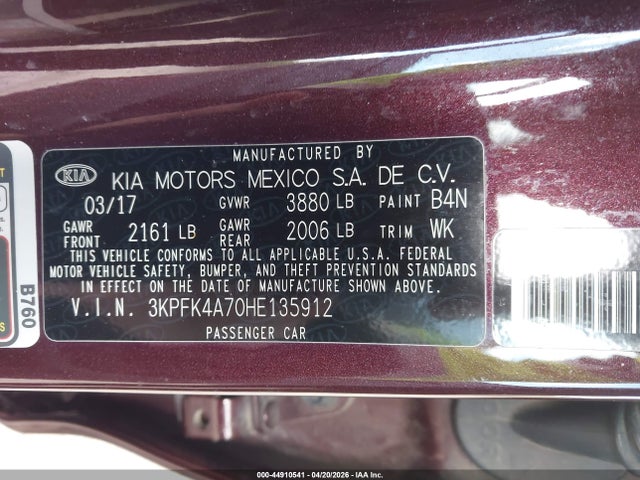 MANUFACTURED BY
KIA KIA MOTORS MEXICO S.A. DE C.V.
03/17 GVWR 3880 LB PAINT B4N
GAWR FRONT 2161 LB GAWR REAR 2006 LB TRIM WK
THIS VEHICLE CONFORMS TO ALL APPLICABLE U.S.A. FEDERAL
MOTOR VEHICLE SAFETY, BUMPER, AND THEFT PREVENTION STANDARDS
IN EFFECT ON THE DATE OF MANUFACTURE SHOWN ABOVE.
V.I.N. 3KPFK4A70HE135912
PASSENGER CAR
B760
000-44910541 - 04/20/2026 - IAA Inc.